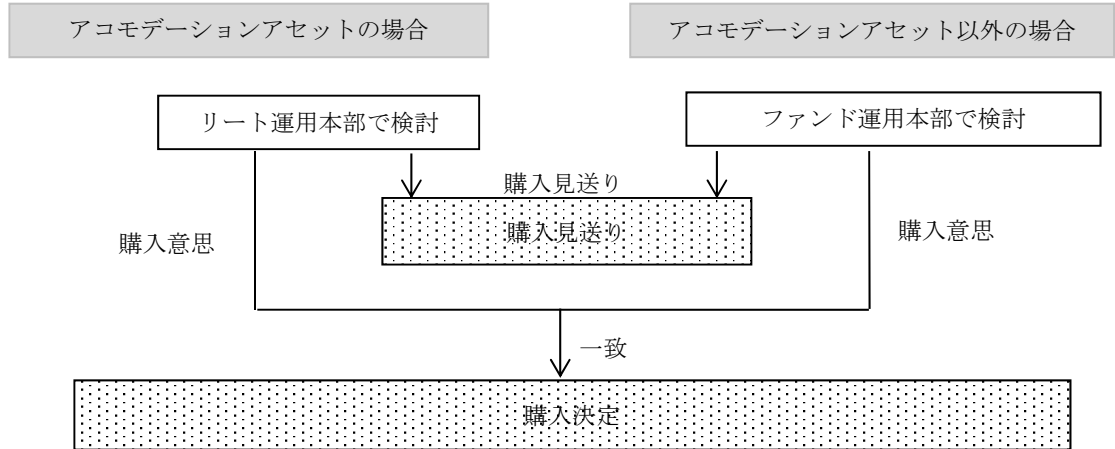 アコモデーションアセットの場合
アコモデーションアセット以外の場合
リート運用本部で検討
ファンド運用本部で検討
購入見送り
購入見送り
購入意思
購入意思
一致
購入決定